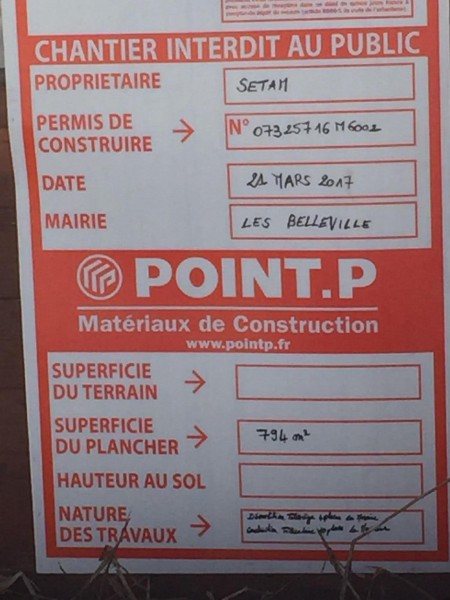 CHANTIER INTERDIT AU PUBLIC
PROPRIETAIRE
SETAM
PERMIS DE
CONSTRUIRE → N° 07325716M6002
DATE
21 MARS 2017
MAIRIE
LES BELLEVILLE
POINT.P
Matériaux de Construction
www.pointp.fr
SUPERFICIE
DU TERRAIN →
SUPERFICIE
DU PLANCHER → 794 m²
HAUTEUR AU SOL
NATURE
DES TRAVAUX →